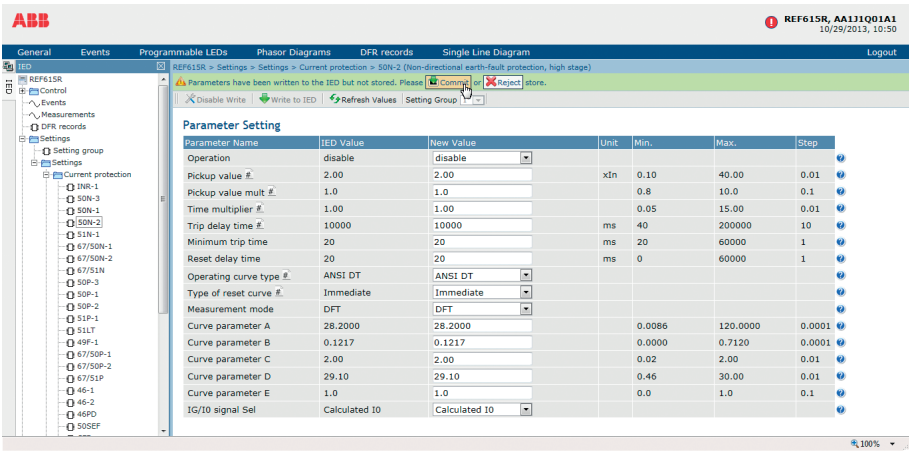 ABB
REF615R, AA1J1Q01A1
10/29/2013, 10:50
General Events Programmable LEDs Phasor Diagrams DFR records Single Line Diagram Logout
IED
REF615R > Settings > Settings > Current protection > 50N-2 (Non-directional earth-fault protection, high stage)
Parameters have been written to the IED but not stored. Please Commit or Reject store.
Disable Write Write to IED Refresh Values Setting Group 1
IED
REF615R
Control
Events
Measurements
DFR records
Settings
Setting group
Settings
Current protection
INR-1
50N-3
50N-1
50N-2
51N-1
67/50N-1
67/50N-2
67/51N
50P-3
50P-1
50P-2
51P-1
51LT
49F-1
67/50P-1
67/50P-2
67/51P
46-1
46-2
46PD
50SEF
Parameter Setting
Parameter Name IED Value New Value Unit Min. Max. Step
Operation disable disable
Pickup value # 2.00 2.00 xIn 0.10 40.00 0.01
Pickup value mult # 1.0 1.0 0.8 10.0 0.1
Time multiplier # 1.00 1.00 0.05 15.00 0.01
Trip delay time # 10000 10000 ms 40 200000 10
Minimum trip time 20 20 ms 20 60000 1
Reset delay time 20 20 ms 0 60000 1
Operating curve type # ANSI DT ANSI DT
Type of reset curve # Immediate Immediate
Measurement mode DFT DFT
Curve parameter A 28.2000 28.2000 0.0086 120.0000 0.0001
Curve parameter B 0.1217 0.1217 0.0000 0.7120 0.0001
Curve parameter C 2.00 2.00 0.02 2.00 0.01
Curve parameter D 29.10 29.10 0.46 30.00 0.01
Curve parameter E 1.0 1.0 0.0 1.0 0.1
IG/I0 signal Sel Calculated I0 Calculated I0
100%